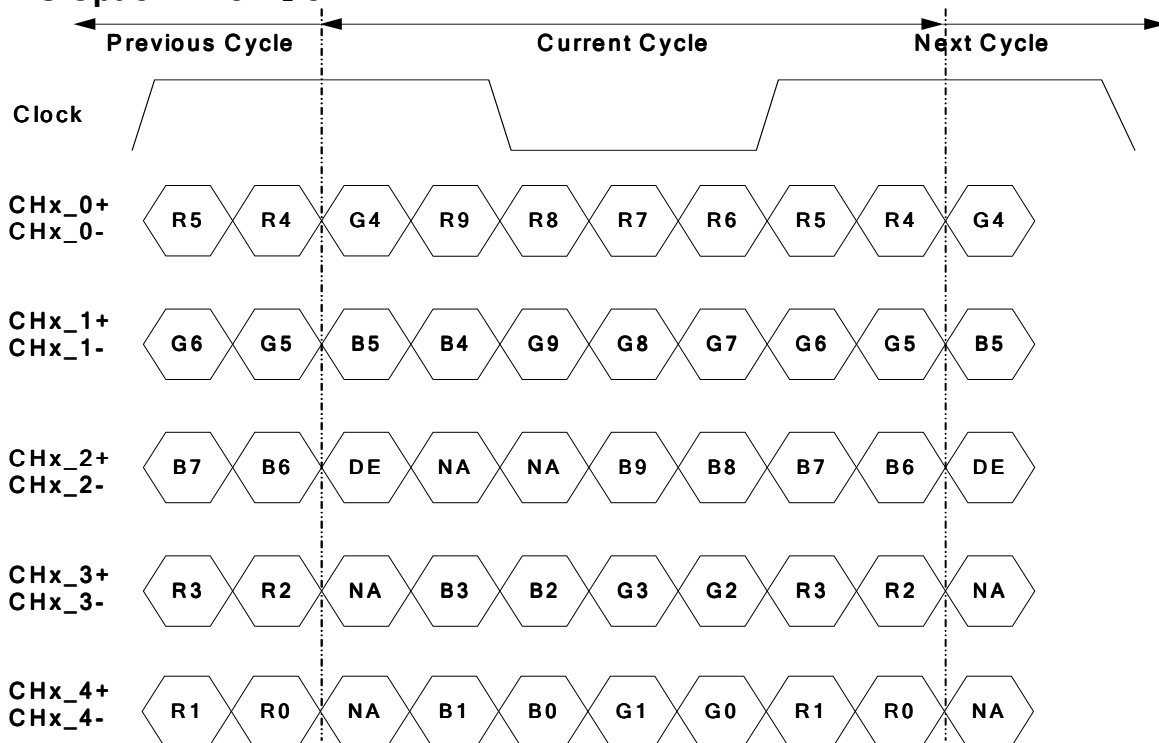 Previous Cycle Current Cycle Next Cycle
Clock
CHx_0+
CHx_0-
R5 R4 G4 R9 R8 R7 R6 R5 R4 G4
CHx_1+
CHx_1-
G6 G5 B5 B4 G9 G8 G7 G6 G5 B5
CHx_2+
CHx_2-
B7 B6 DE NA NA B9 B8 B7 B6 DE
CHx_3+
CHx_3-
R3 R2 NA B3 B2 G3 G2 R3 R2 NA
CHx_4+
CHx_4-
R1 R0 NA B1 B0 G1 G0 R1 R0 NA